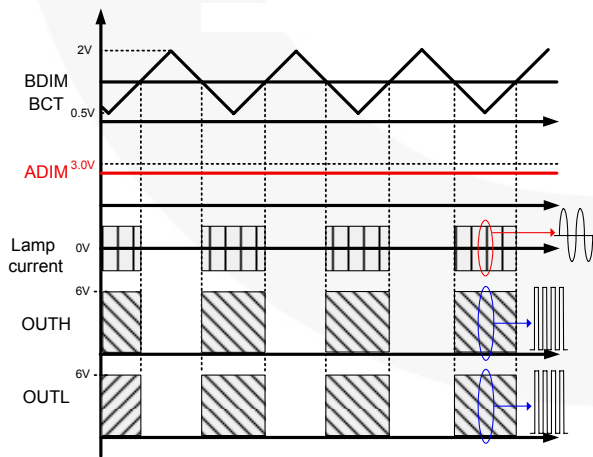 2V
BDIM
BCT
0.5V
ADIM 3.0V
Lamp
current
0V
6V
OUTH
6V
OUTL